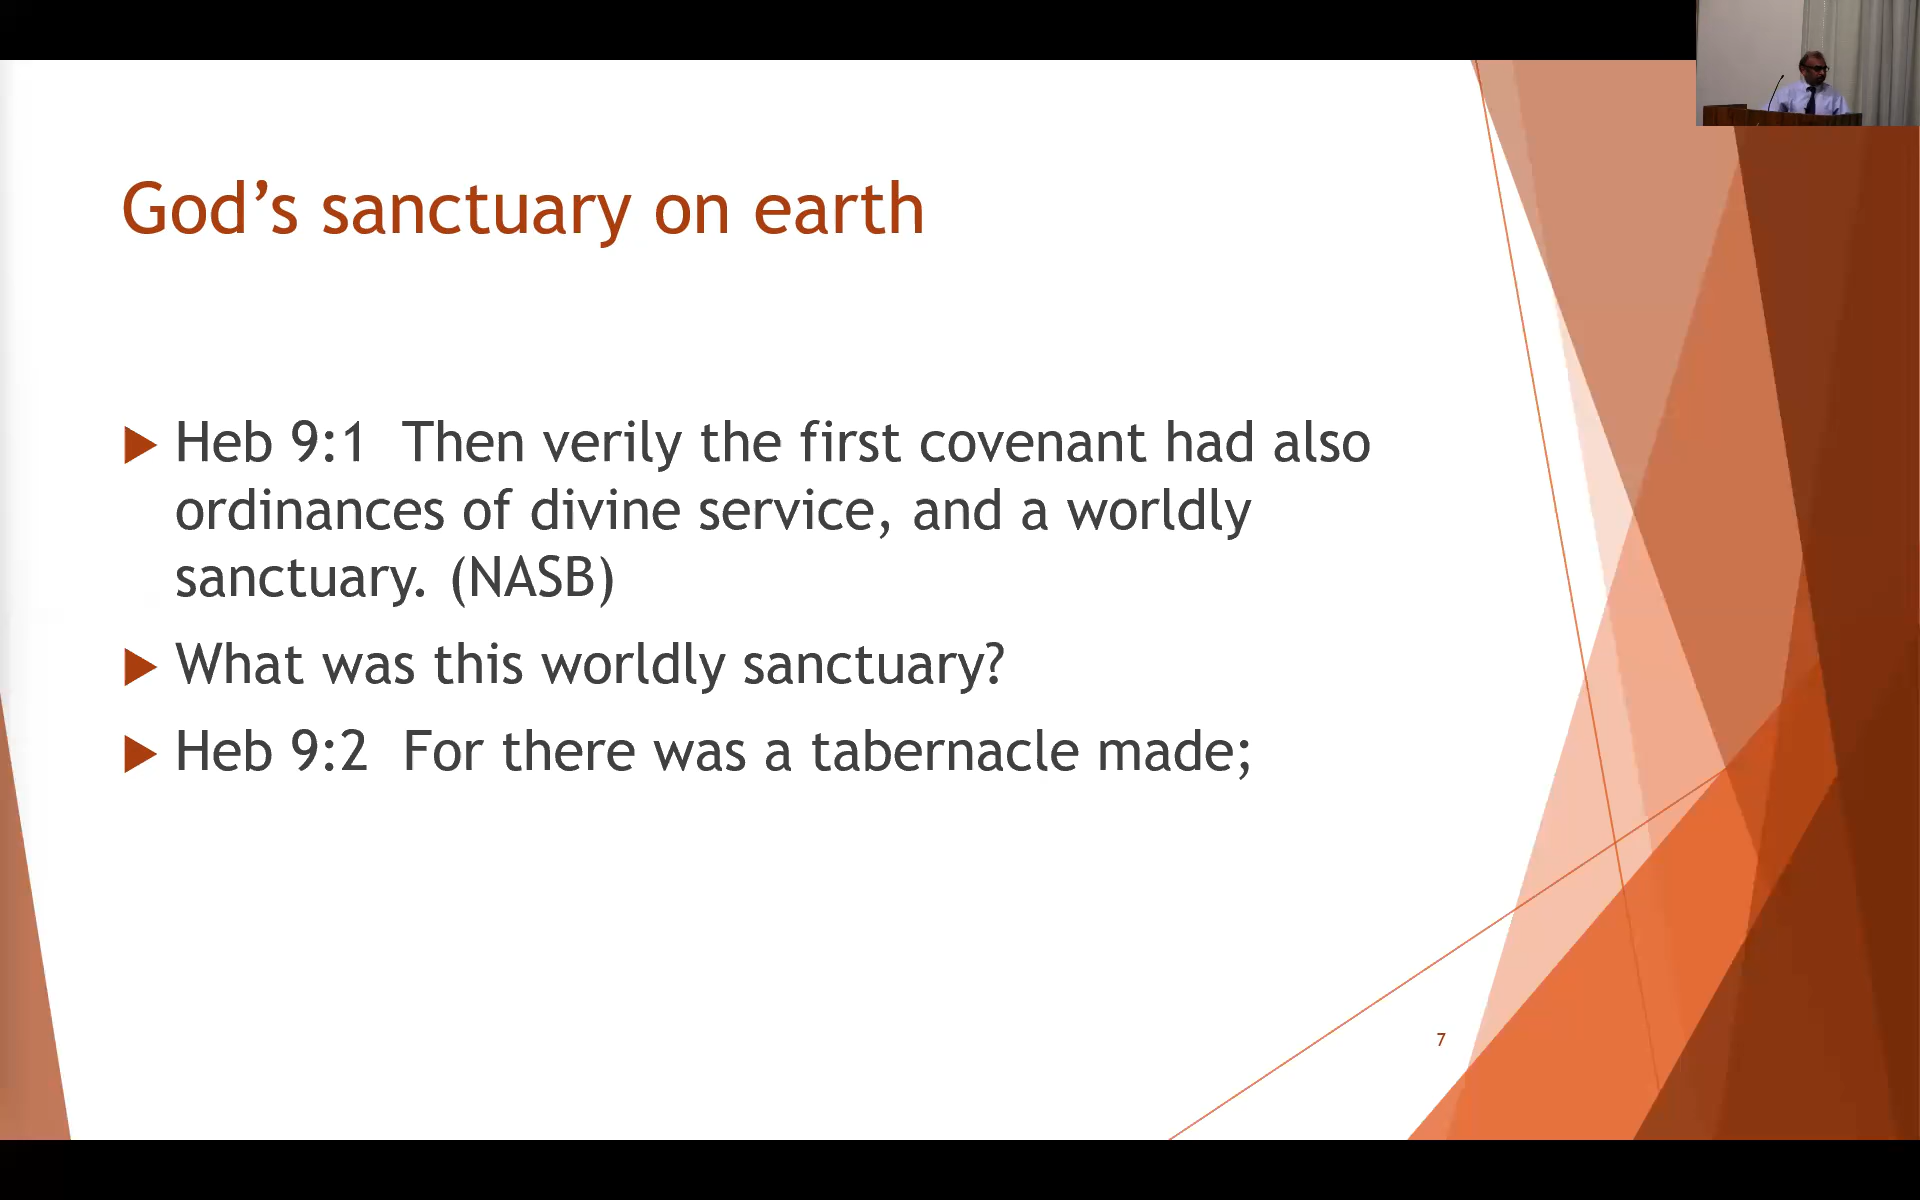 God’s sanctuary on earth
Heb 9:1  Then verily the first covenant had also
ordinances of divine service, and a worldly
sanctuary. (NASB)
What was this worldly sanctuary?
Heb 9:2  For there was a tabernacle made;
7